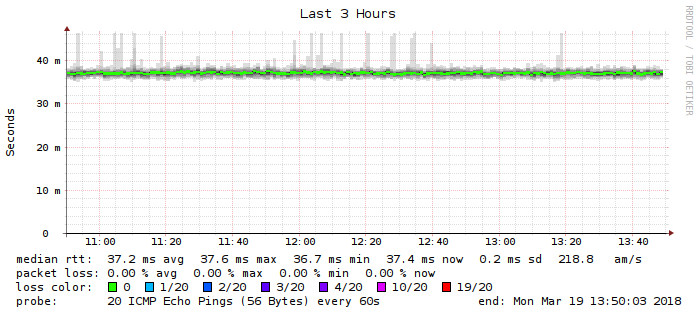 Last 3 Hours
RRDTOOL / TOBI OETIKER
Seconds
40 m
30 m
20 m
10 m
0
11:00 11:20 11:40 12:00 12:20 12:40 13:00 13:20 13:40
median rtt: 37.2 ms avg 37.6 ms max 36.7 ms min 37.4 ms now 0.2 ms sd 218.8 am/s
packet loss: 0.00 % avg 0.00 % max 0.00 % min 0.00 % now
loss color: 0 1/20 2/20 3/20 4/20 10/20 19/20
probe: 20 ICMP Echo Pings (56 Bytes) every 60s end: Mon Mar 19 13:50:03 2018